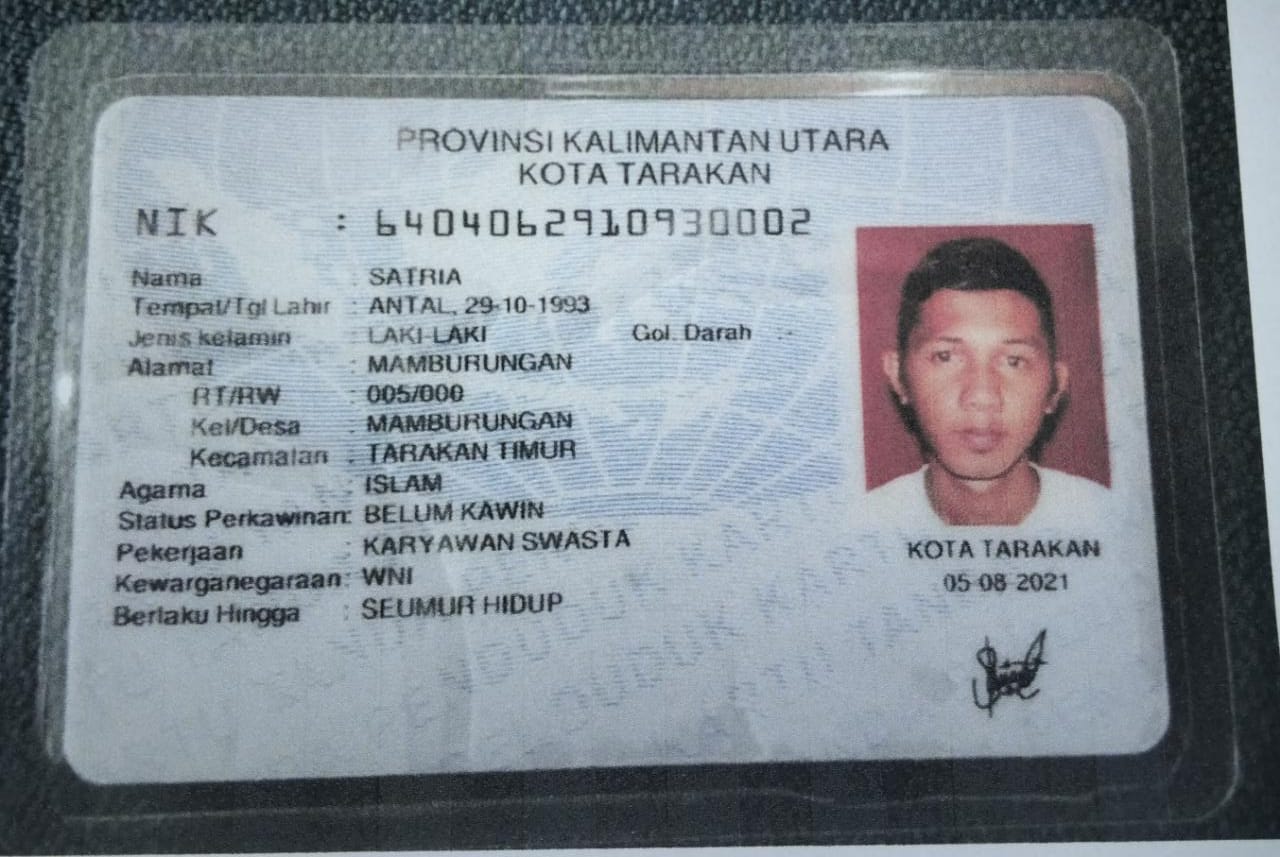 PROVINSI KALIMANTAN UTARA
KOTA TARAKAN
NIK : 6404062910930002
Nama : SATRIA
Tempat/Tgl Lahir : ANTAL, 29-10-1993
Jenis kelamin : LAKI-LAKI Gol. Darah : -
Alamat : MAMBURUNGAN
RT/RW : 005/000
Kel/Desa : MAMBURUNGAN
Kecamatan : TARAKAN TIMUR
Agama : ISLAM
Status Perkawinan: BELUM KAWIN
Pekerjaan : KARYAWAN SWASTA
Kewarganegaraan: WNI
Berlaku Hingga : SEUMUR HIDUP
KOTA TARAKAN
05-08-2021